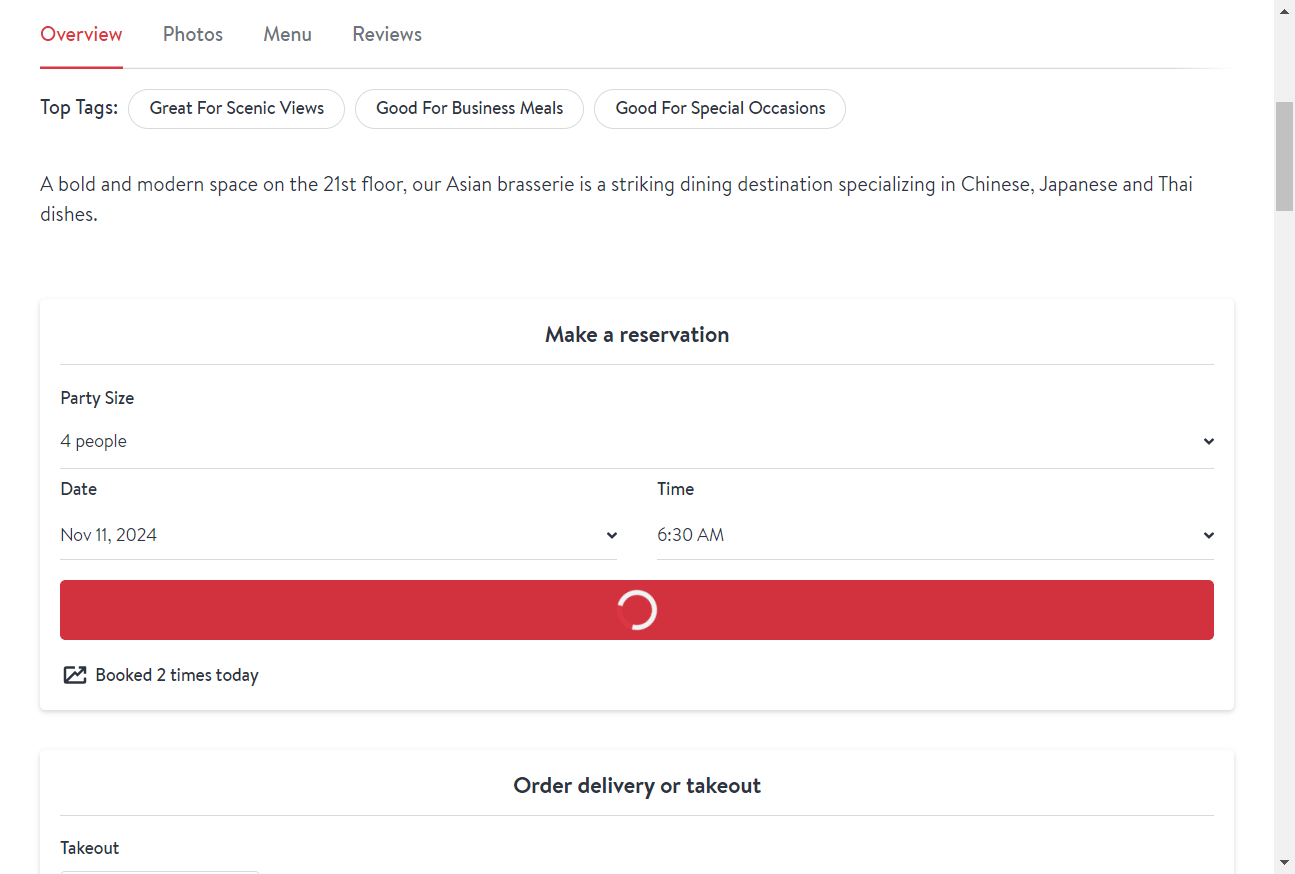 Overview Photos Menu Reviews
Top Tags: Great For Scenic Views Good For Business Meals Good For Special Occasions
A bold and modern space on the 21st floor, our Asian brasserie is a striking dining destination specializing in Chinese, Japanese and Thai
dishes.
Make a reservation
Party Size
4 people
Date Time
Nov 11, 2024 6:30 AM
Booked 2 times today
Order delivery or takeout
Takeout